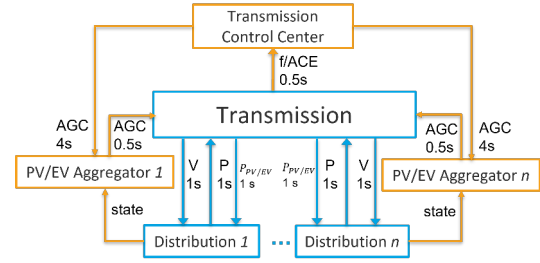 Transmission
Control Center
f/ACE
0.5s
AGC
4s
AGC
0.5s
Transmission
AGC
0.5s
AGC
4s
PV/EV Aggregator 1
V
1s
P
1s
P_PV/EV
1 s
P_PV/EV
1 s
P
1s
V
1s
PV/EV Aggregator n
state
state
Distribution 1
...
Distribution n